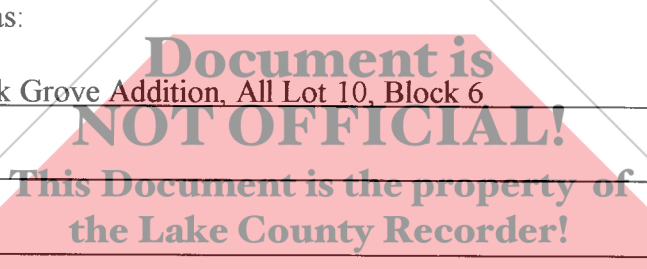 as:
Document is
k Grove Addition, All Lot 10, Block 6
NOT OFFICIAL!
This Document is the property of
the Lake County Recorder!